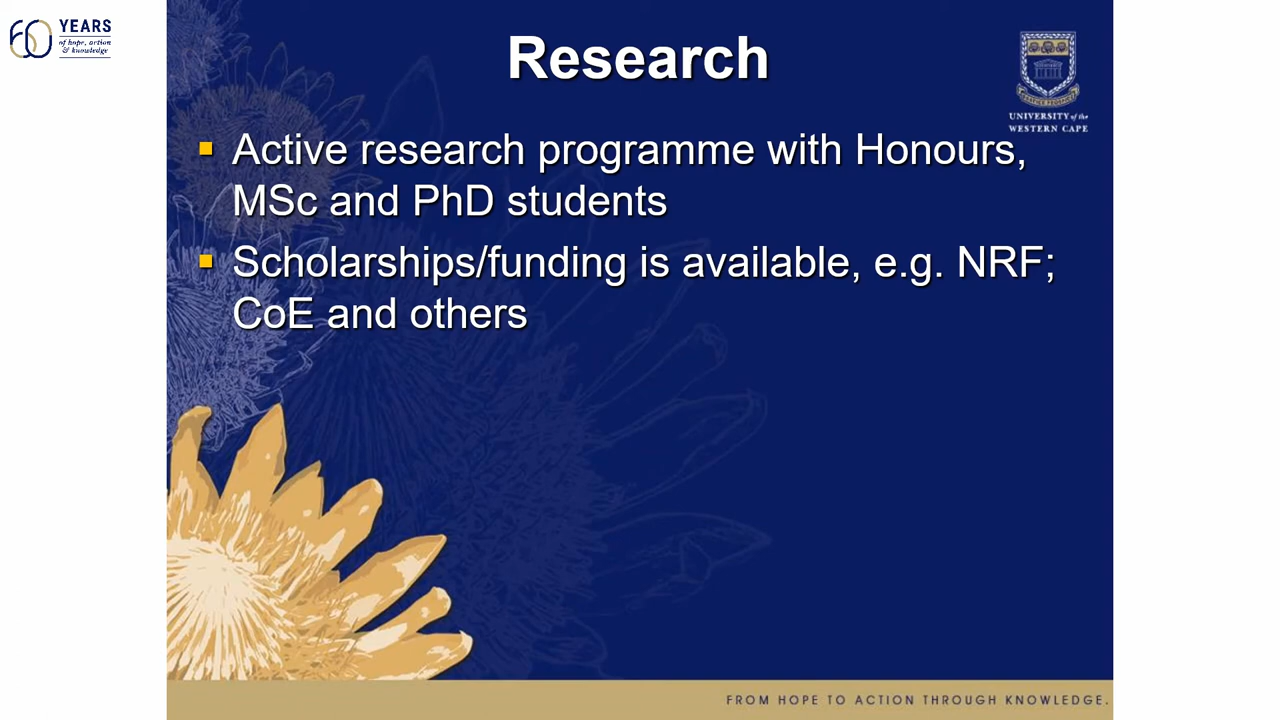 60 YEARS
of hope, action
& knowledge
Research
UNIVERSITY of the
WESTERN CAPE
▪ Active research programme with Honours,
MSc and PhD students
▪ Scholarships/funding is available, e.g. NRF;
CoE and others
FROM HOPE TO ACTION THROUGH KNOWLEDGE.